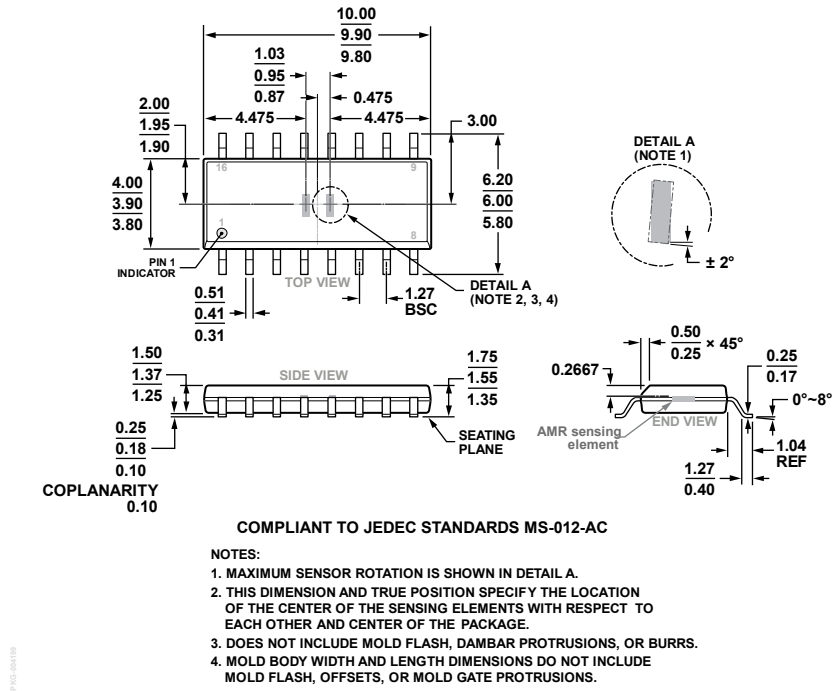 10.00
9.90
9.80
1.03
0.95
0.87
0.475
4.475
4.475
2.00
1.95
1.90
3.00
16
9
4.00
3.90
3.80
6.20
6.00
5.80
1
8
PIN 1
INDICATOR
TOP VIEW
DETAIL A
(NOTE 2, 3, 4)
0.51
0.41
0.31
1.27
BSC
DETAIL A
(NOTE 1)
± 2°
1.50
1.37
1.25
SIDE VIEW
1.75
1.55
1.35
0.25
0.18
0.10
COPLANARITY
0.10
SEATING
PLANE
0.50
0.25
× 45°
0.2667
0.25
0.17
0°~8°
AMR sensing
element
END VIEW
1.04
REF
1.27
0.40
COMPLIANT TO JEDEC STANDARDS MS-012-AC
NOTES:
1. MAXIMUM SENSOR ROTATION IS SHOWN IN DETAIL A.
2. THIS DIMENSION AND TRUE POSITION SPECIFY THE LOCATION
OF THE CENTER OF THE SENSING ELEMENTS WITH RESPECT TO
EACH OTHER AND CENTER OF THE PACKAGE.
3. DOES NOT INCLUDE MOLD FLASH, DAMBAR PROTRUSIONS, OR BURRS.
4. MOLD BODY WIDTH AND LENGTH DIMENSIONS DO NOT INCLUDE
MOLD FLASH, OFFSETS, OR MOLD GATE PROTRUSIONS.